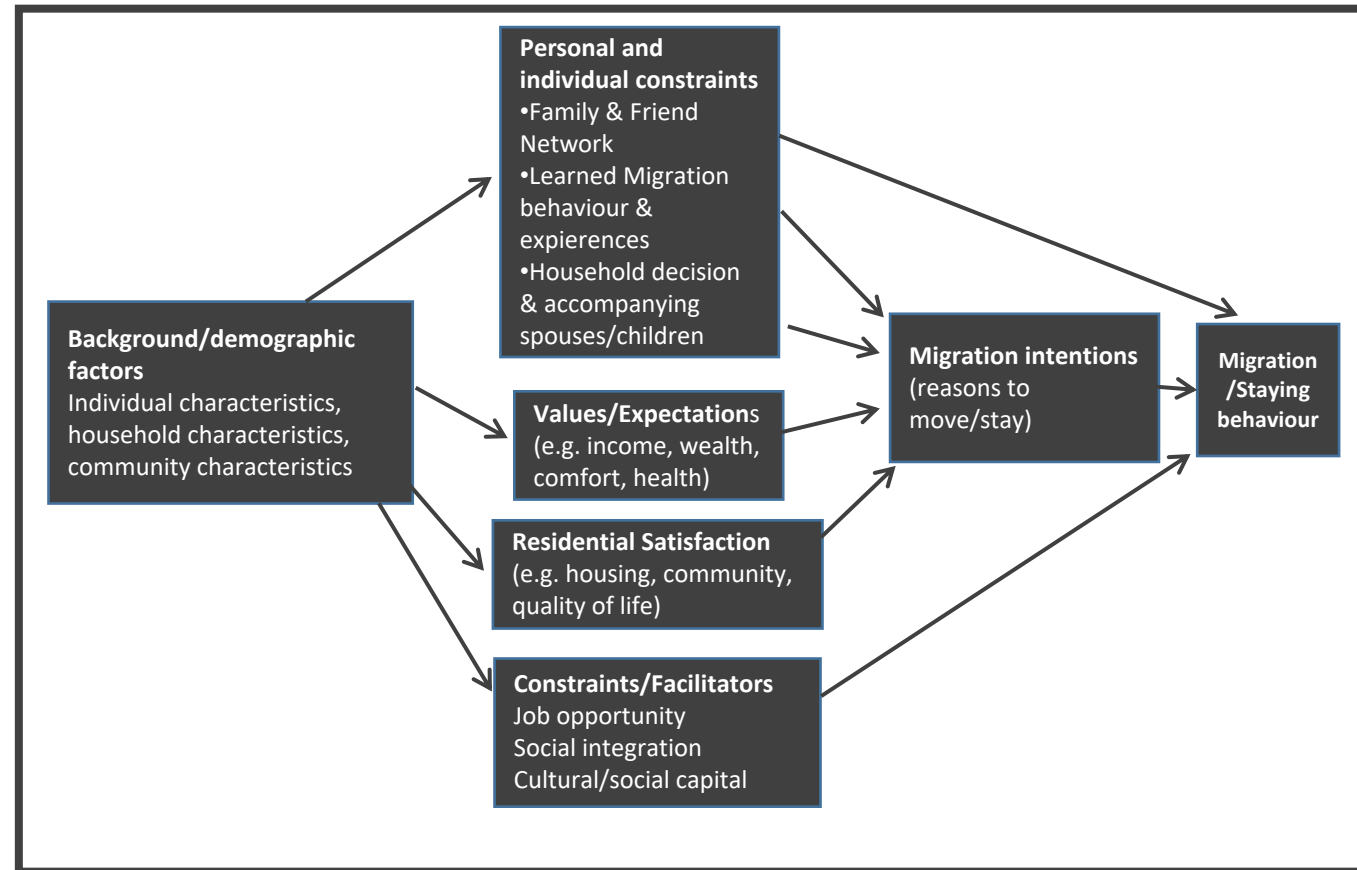 Personal and
individual constraints
•Family & Friend
Network
•Learned Migration
behaviour &
expierences
•Household decision
& accompanying
spouses/children
Background/demographic
factors
Individual characteristics,
household characteristics,
community characteristics
Values/Expectations
(e.g. income, wealth,
comfort, health)
Residential Satisfaction
(e.g. housing, community,
quality of life)
Constraints/Facilitators
Job opportunity
Social integration
Cultural/social capital
Migration intentions
(reasons to
move/stay)
Migration
/Staying
behaviour